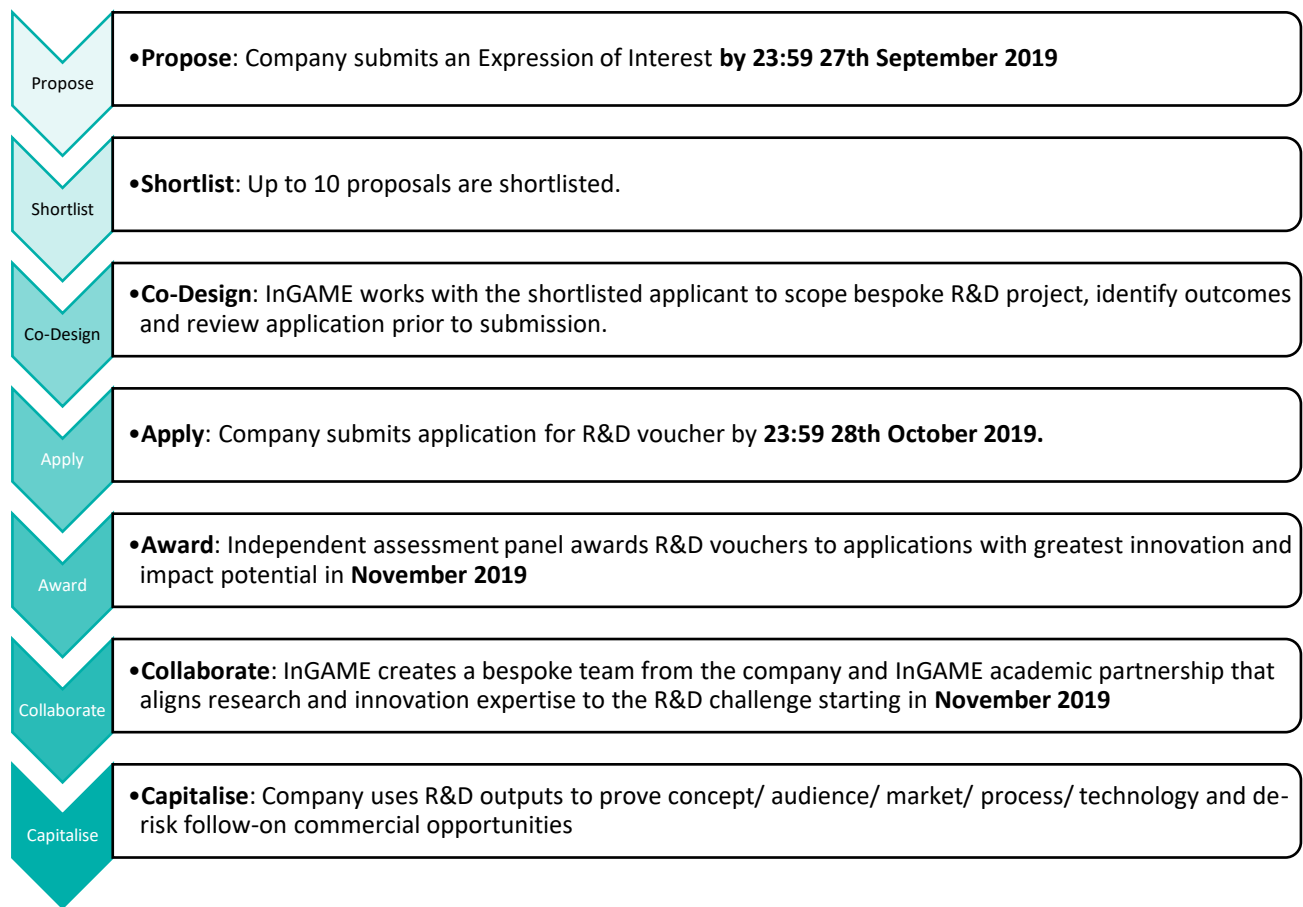 Propose
•Propose: Company submits an Expression of Interest by 23:59 27th September 2019
Shortlist
•Shortlist: Up to 10 proposals are shortlisted.
Co-Design
•Co-Design: InGAME works with the shortlisted applicant to scope bespoke R&D project, identify outcomes
and review application prior to submission.
Apply
•Apply: Company submits application for R&D voucher by 23:59 28th October 2019.
Award
•Award: Independent assessment panel awards R&D vouchers to applications with greatest innovation and
impact potential in November 2019
Collaborate
•Collaborate: InGAME creates a bespoke team from the company and InGAME academic partnership that
aligns research and innovation expertise to the R&D challenge starting in November 2019
Capitalise
•Capitalise: Company uses R&D outputs to prove concept/ audience/ market/ process/ technology and de-
risk follow-on commercial opportunities